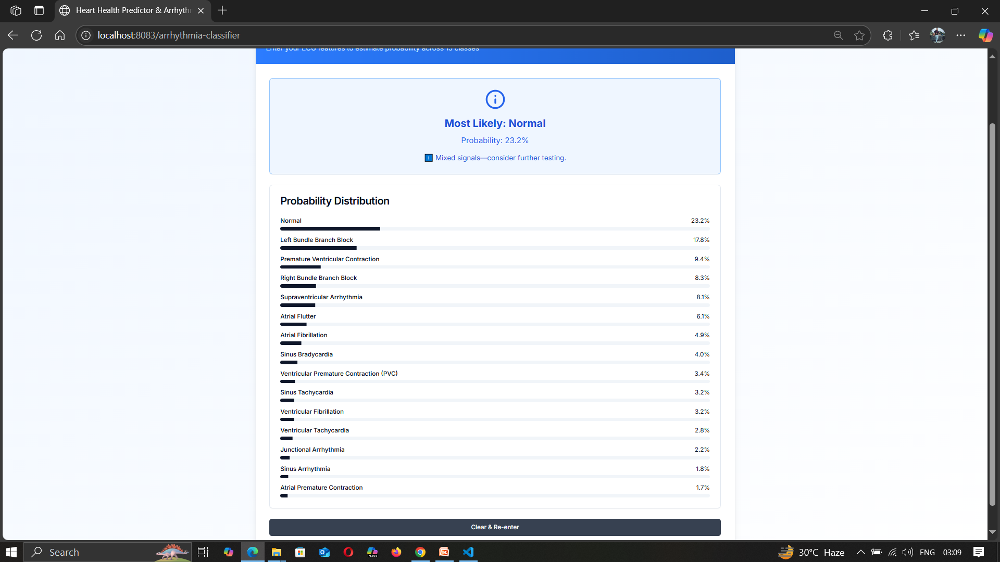 Heart Health Predictor & Arrhyth
localhost:8083/arrhythmia-classifier
Enter your ECG features to estimate probability across 15 classes
Most Likely: Normal
Probability: 23.2%
Mixed signals—consider further testing.
Probability Distribution
Normal 23.2%
Left Bundle Branch Block 17.8%
Premature Ventricular Contraction 9.4%
Right Bundle Branch Block 8.3%
Supraventricular Arrhythmia 8.1%
Atrial Flutter 6.1%
Atrial Fibrillation 4.9%
Sinus Bradycardia 4.0%
Ventricular Premature Contraction (PVC) 3.4%
Sinus Tachycardia 3.2%
Ventricular Fibrillation 3.2%
Ventricular Tachycardia 2.8%
Junctional Arrhythmia 2.2%
Sinus Arrhythmia 1.8%
Atrial Premature Contraction 1.7%
Clear & Re-enter
Search
M365
30°C Haze
ENG
03:09